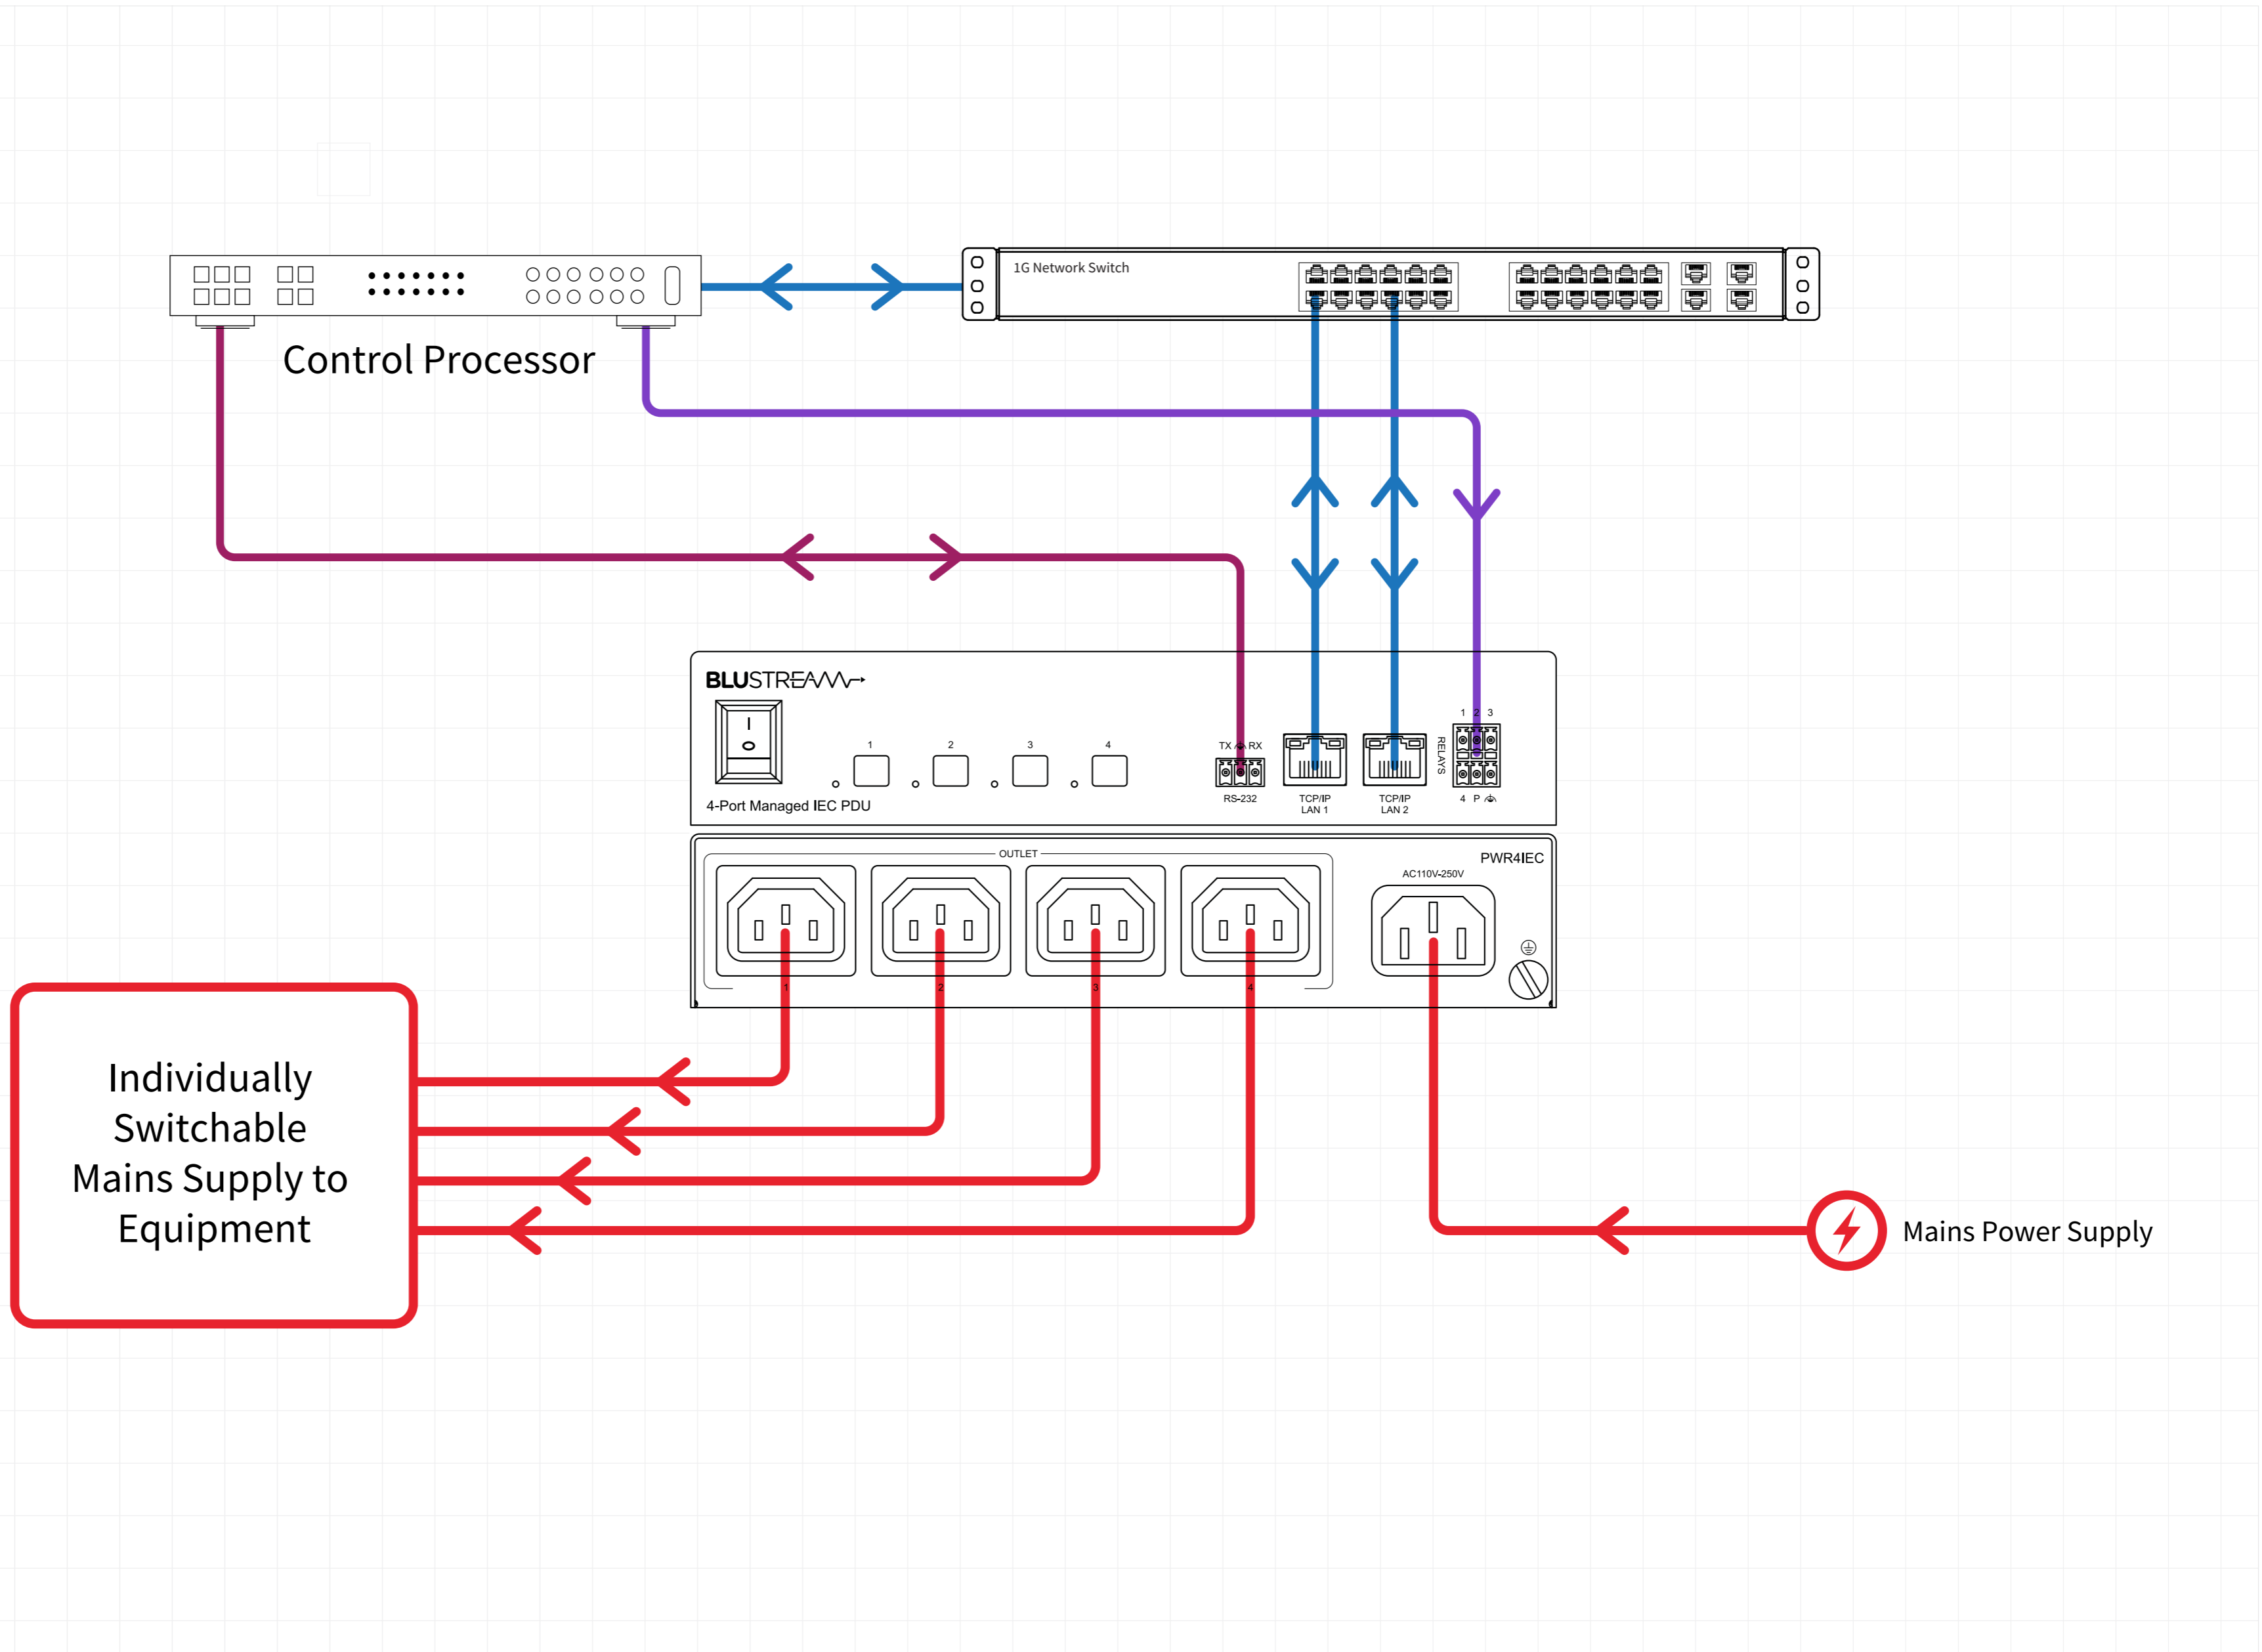 1G Network Switch
Control Processor
BLUSTREAM
I
O
1 2 3 4
4-Port Managed IEC PDU
TX RX
RS-232
TCP/IP
LAN 1
TCP/IP
LAN 2
RELAYS
1 2 3
4 P
OUTLET
PWR4IEC
AC110V-250V
1 2 3 4
Individually
Switchable
Mains Supply to
Equipment
Mains Power Supply